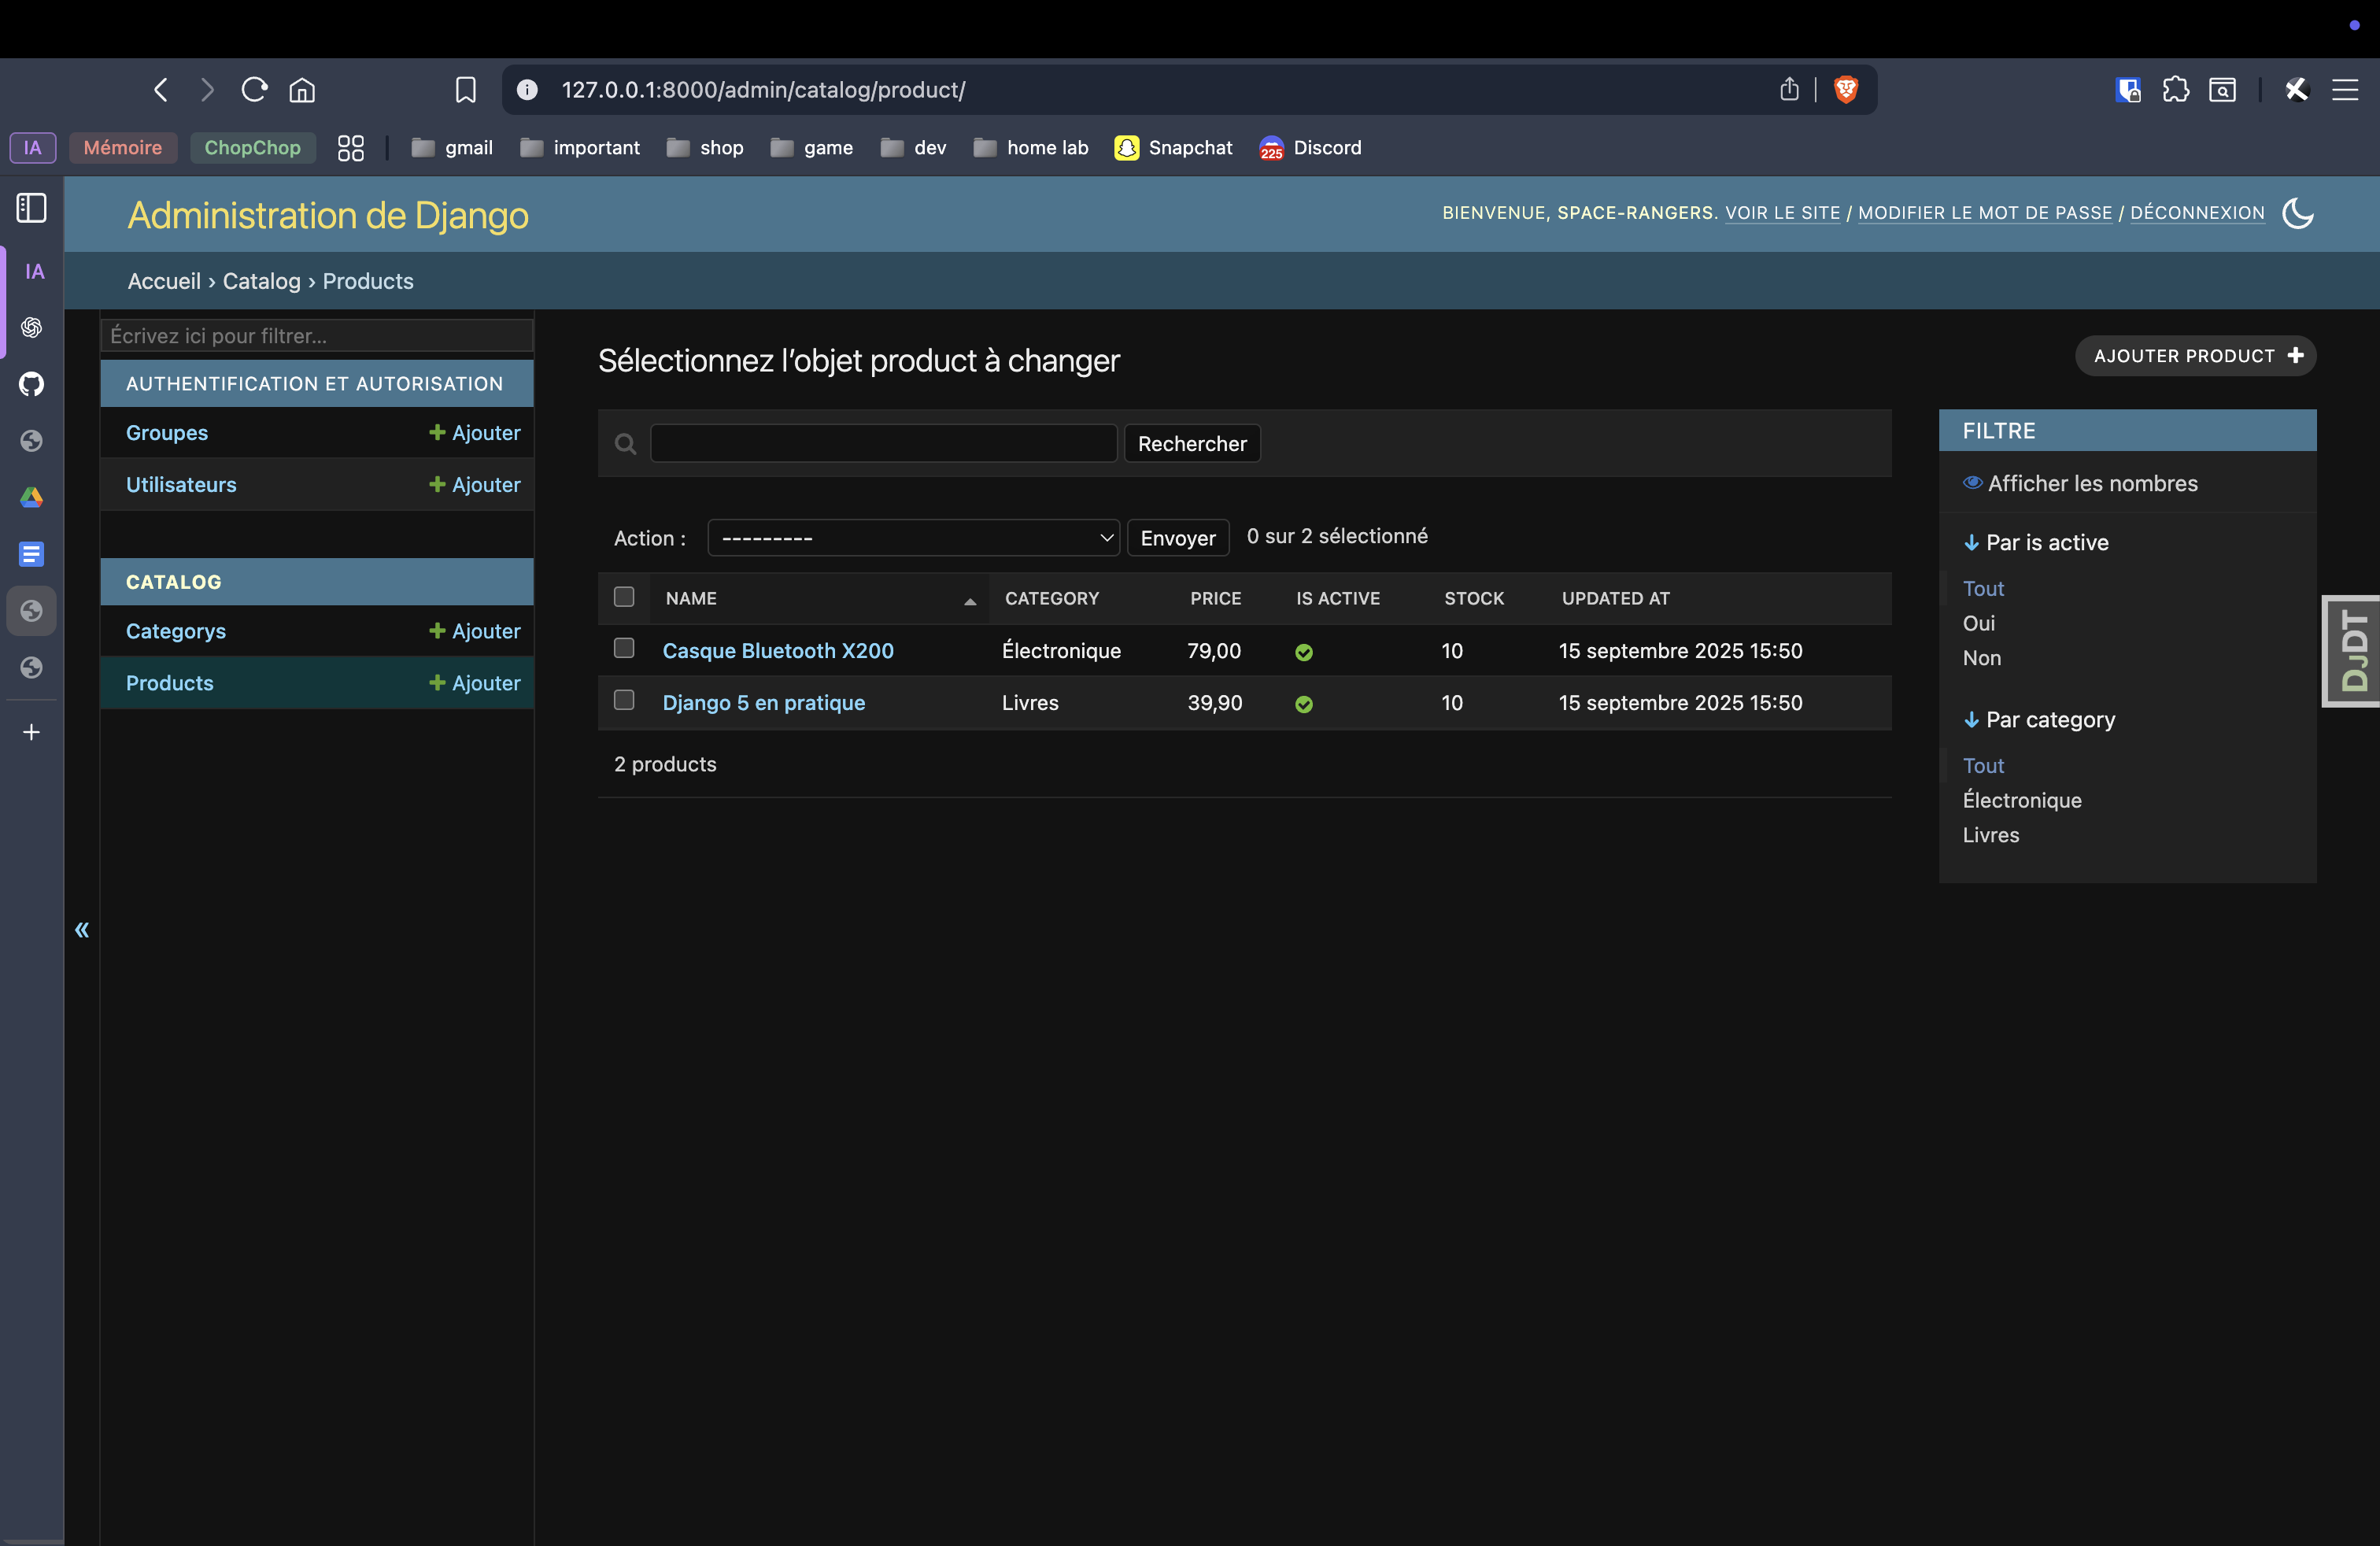 127.0.0.1:8000/admin/catalog/product/
IA Mémoire ChopChop gmail important shop game dev home lab Snapchat 225 Discord
IA
Administration de Django
BIENVENUE, SPACE-RANGERS. VOIR LE SITE / MODIFIER LE MOT DE PASSE / DÉCONNEXION
Accueil › Catalog › Products
Écrivez ici pour filtrer…
AUTHENTIFICATION ET AUTORISATION
Groupes Ajouter
Utilisateurs Ajouter
CATALOG
Categorys Ajouter
Products Ajouter
«
Sélectionnez l’objet product à changer
AJOUTER PRODUCT
Rechercher
Action : --------- Envoyer 0 sur 2 sélectionné
NAME CATEGORY PRICE IS ACTIVE STOCK UPDATED AT
Casque Bluetooth X200 Électronique 79,00 10 15 septembre 2025 15:50
Django 5 en pratique Livres 39,90 10 15 septembre 2025 15:50
2 products
FILTRE
Afficher les nombres
Par is active
Tout
Oui
Non
Par category
Tout
Électronique
Livres
DJDT